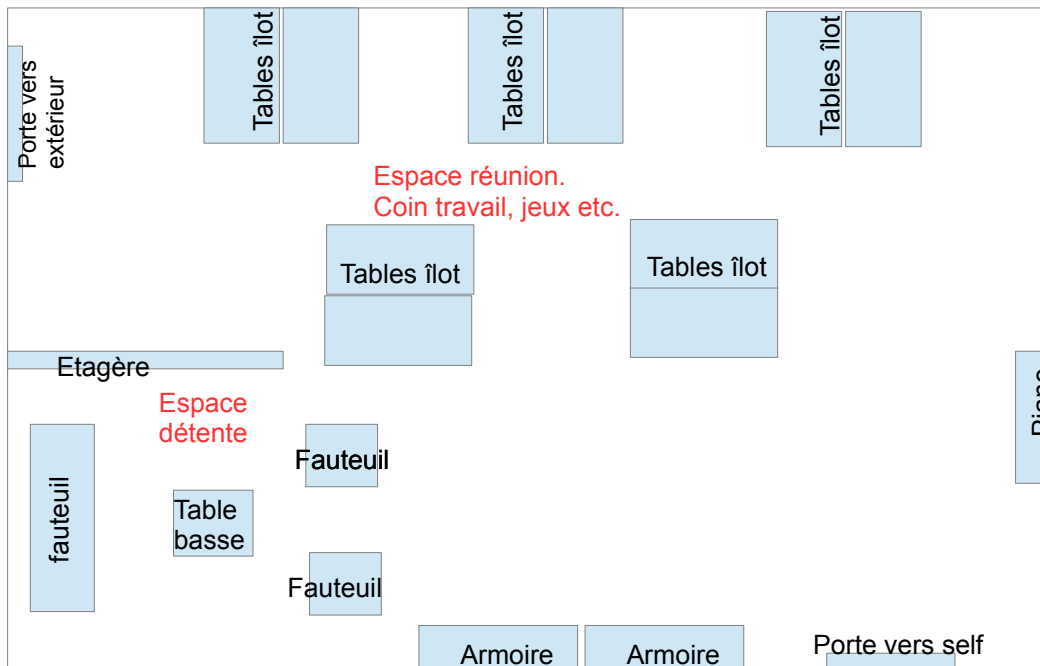 Tables îlot
Tables îlot
Tables îlot
Porte vers
extérieur
Espace réunion.
Coin travail, jeux etc.
Tables îlot
Tables îlot
Etagère
Piano
Espace
détente
Fauteuil
fauteuil
Table
basse
Fauteuil
Armoire
Armoire
Porte vers self